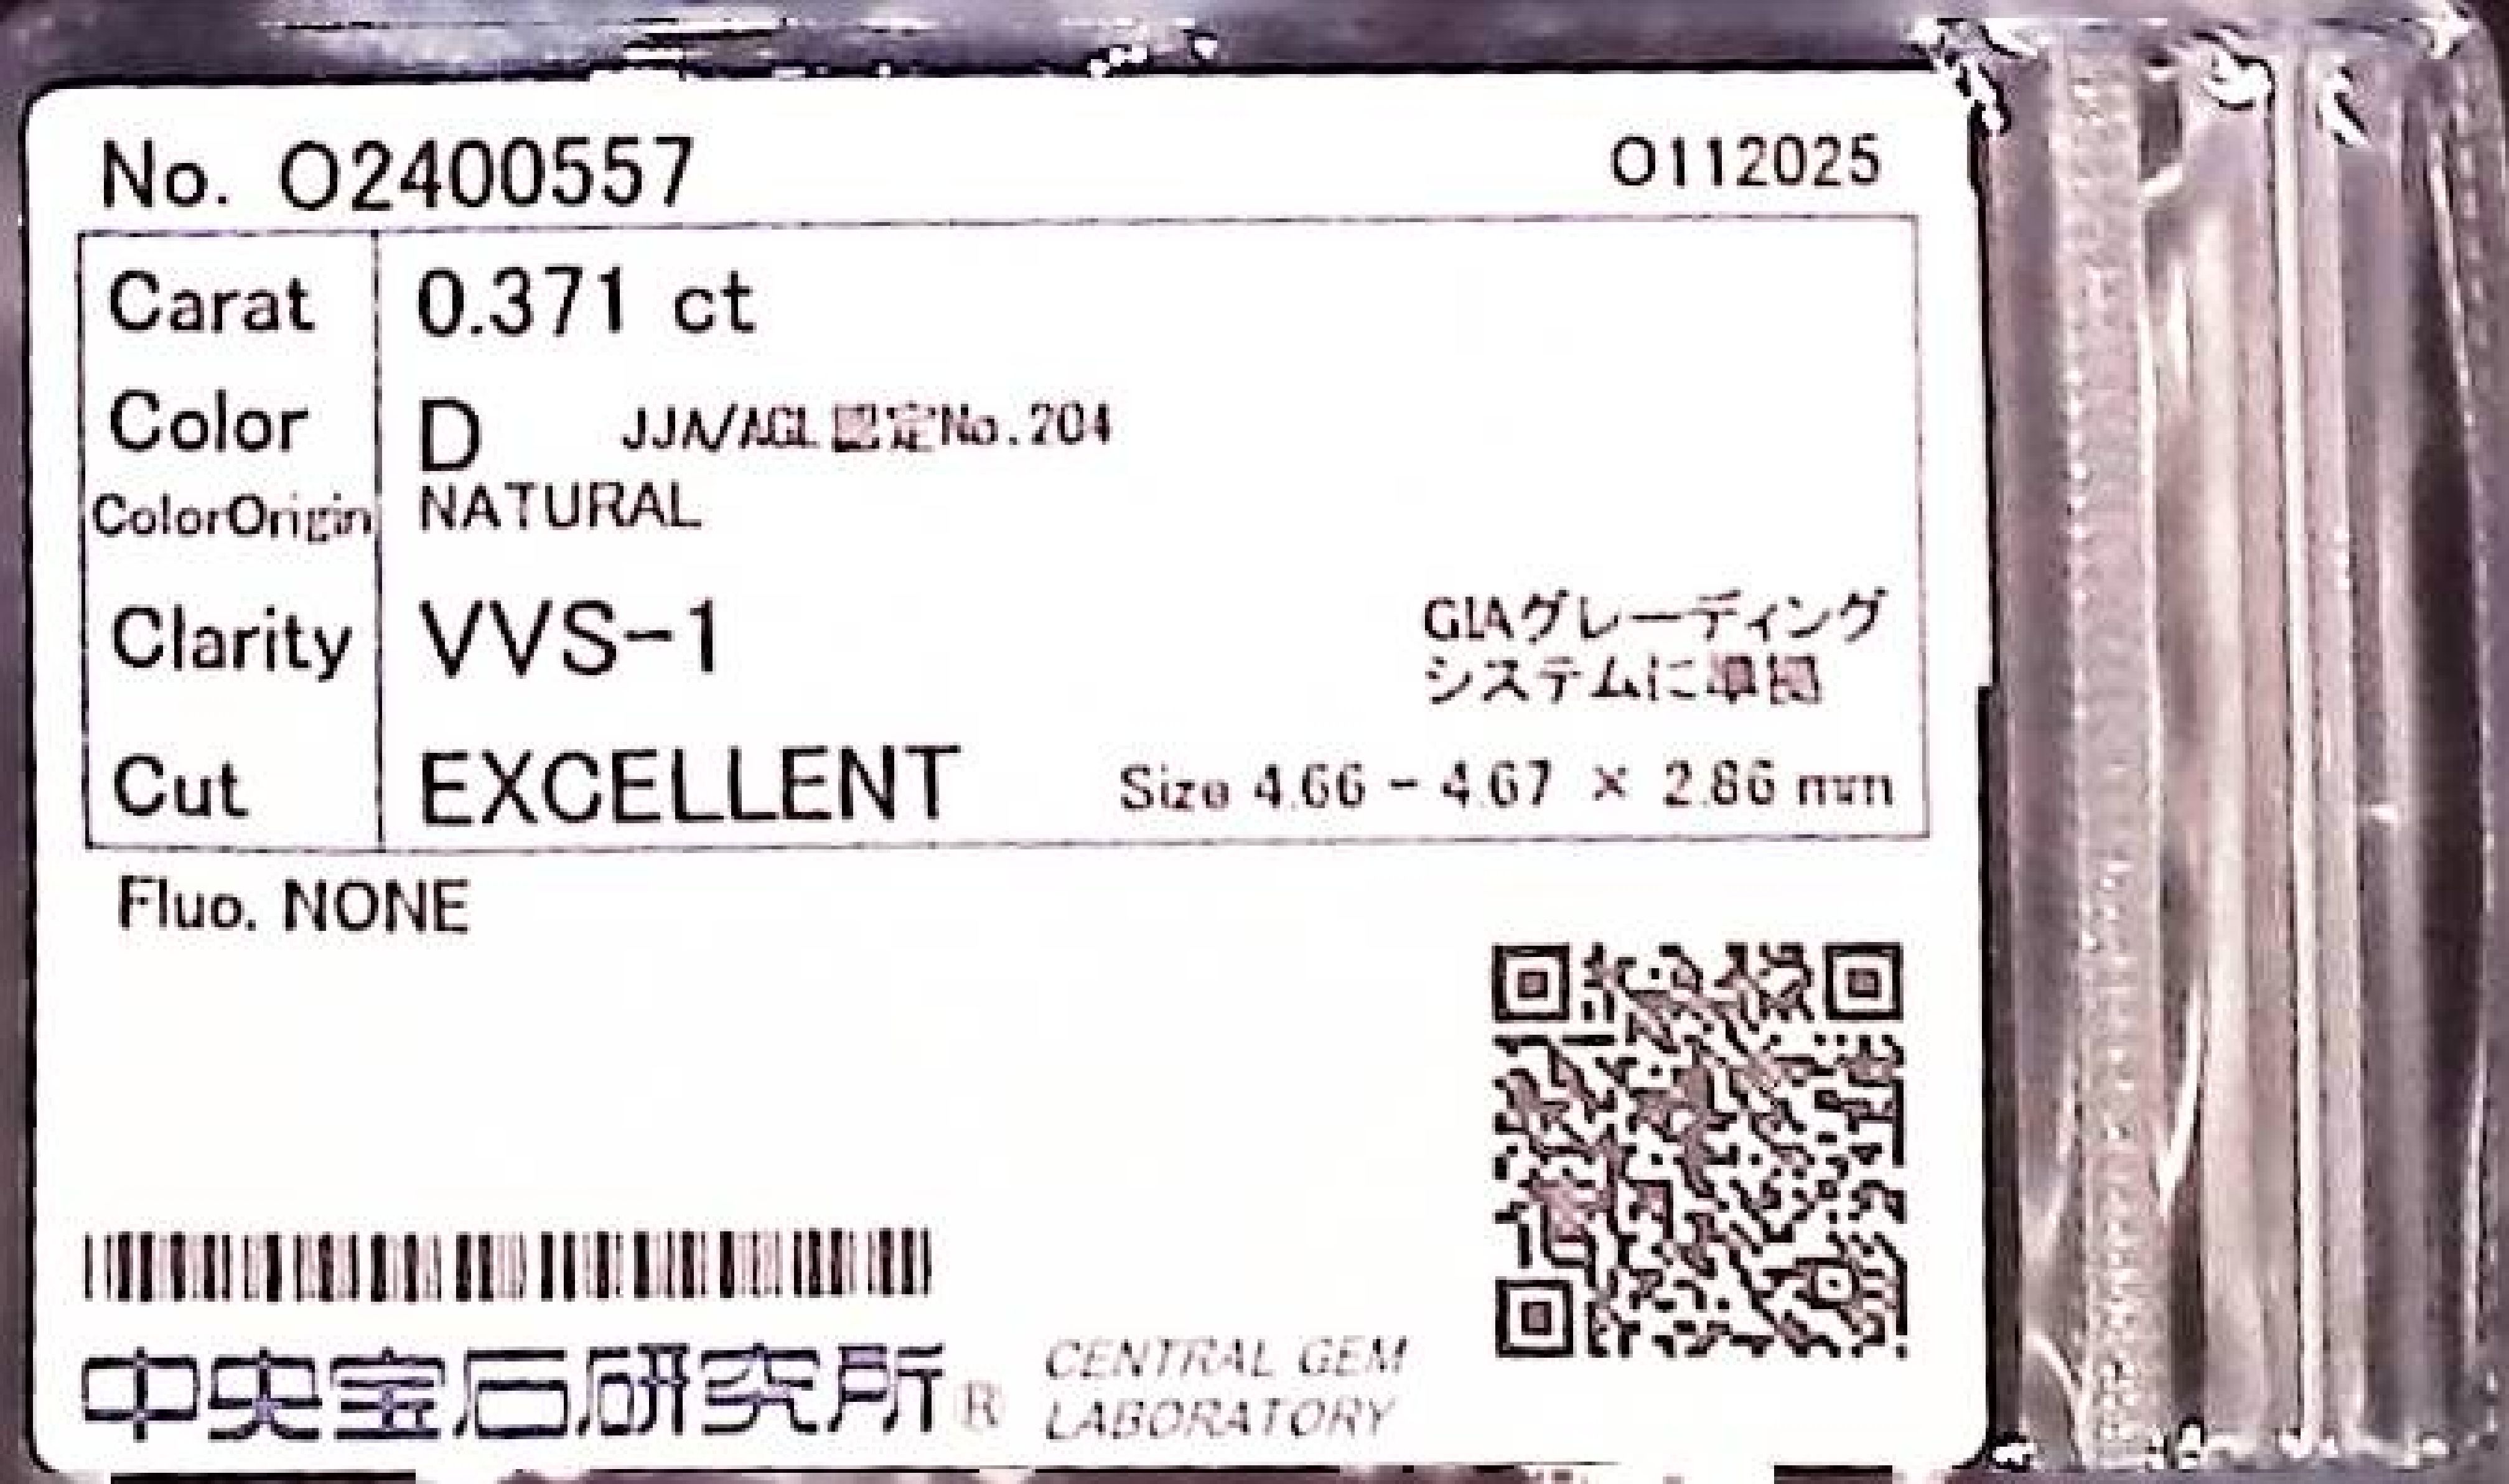 No. O2400557 O112025
Carat 0.371 ct
Color D JJA/AGL認定No.204
ColorOrigin NATURAL
Clarity VVS-1
GIAグレーディング
システムに準拠
Cut EXCELLENT Size 4.66 - 4.67 × 2.86 mm
Fluo. NONE
中央宝石研究所® CENTRAL GEM
LABORATORY